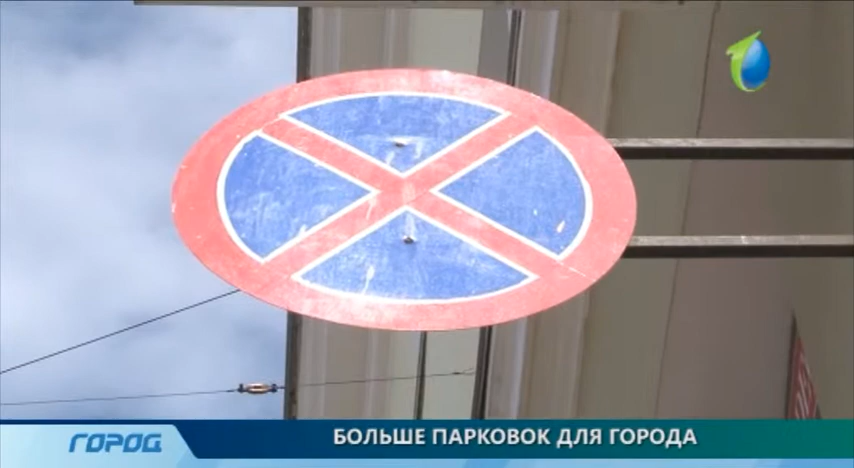 ГОРОД
БОЛЬШЕ ПАРКОВОК ДЛЯ ГОРОДА